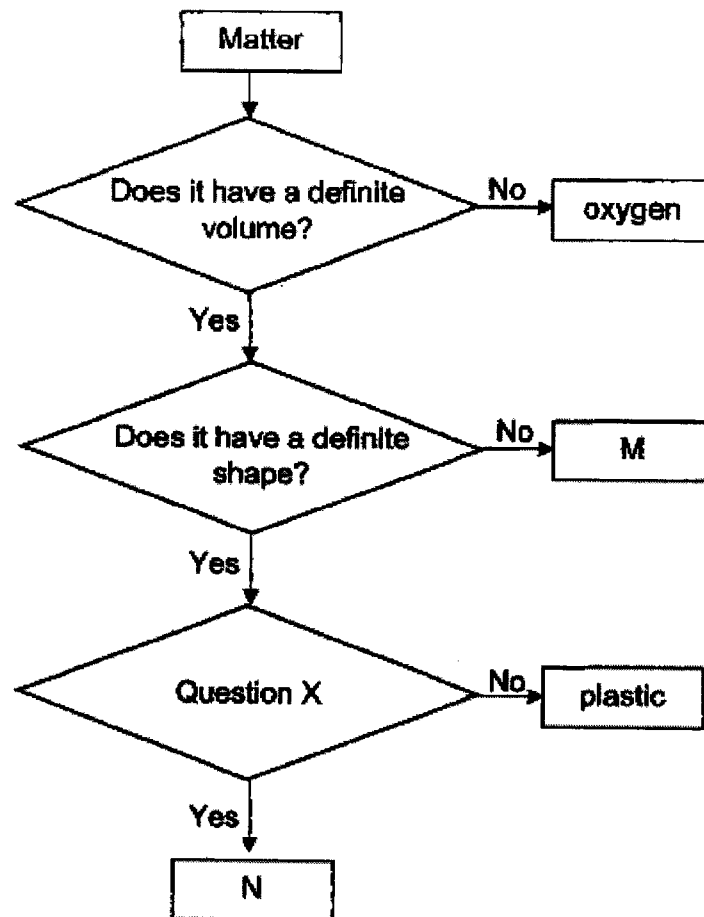 Matter
Does it have a definite
volume?
No
oxygen
Yes
Does it have a definite
shape?
No
M
Yes
Question X
No
plastic
Yes
N